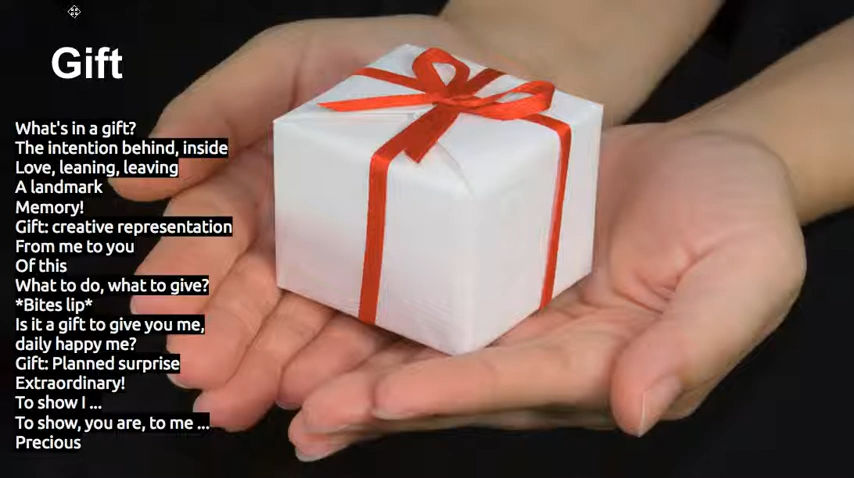 Gift
What's in a gift?
The intention behind, inside
Love, leaning, leaving
A landmark
Memory!
Gift: creative representation
From me to you
Of this
What to do, what to give?
*Bites lip*
Is it a gift to give you me,
daily happy me?
Gift: Planned surprise
Extraordinary!
To show I ...
To show, you are, to me ...
Precious